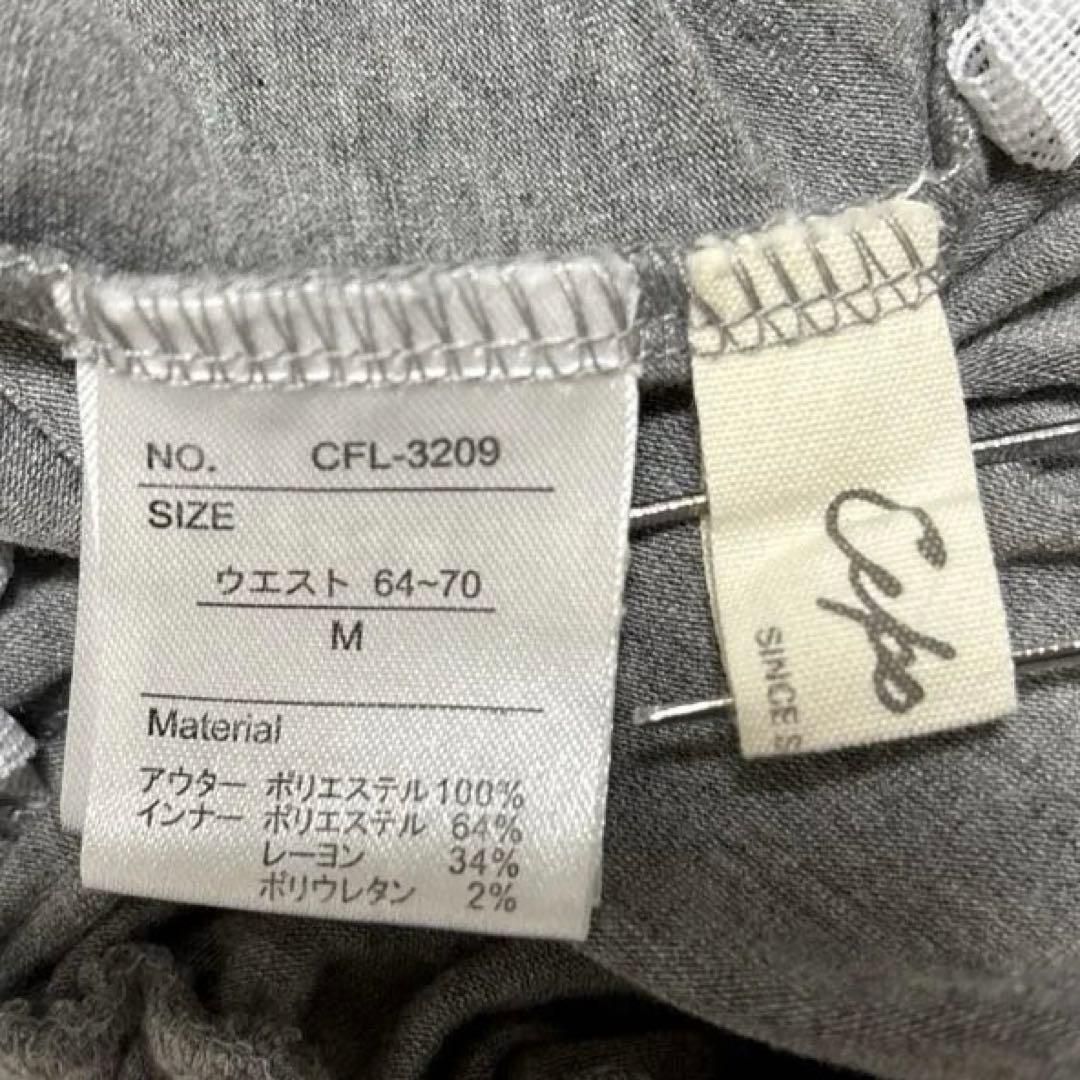 NO. CFL-3209
SIZE
ウエスト 64~70
M
Material
アウター ポリエステル 100%
インナー ポリエステル 64%
レーヨン 34%
ポリウレタン 2%
SINCE